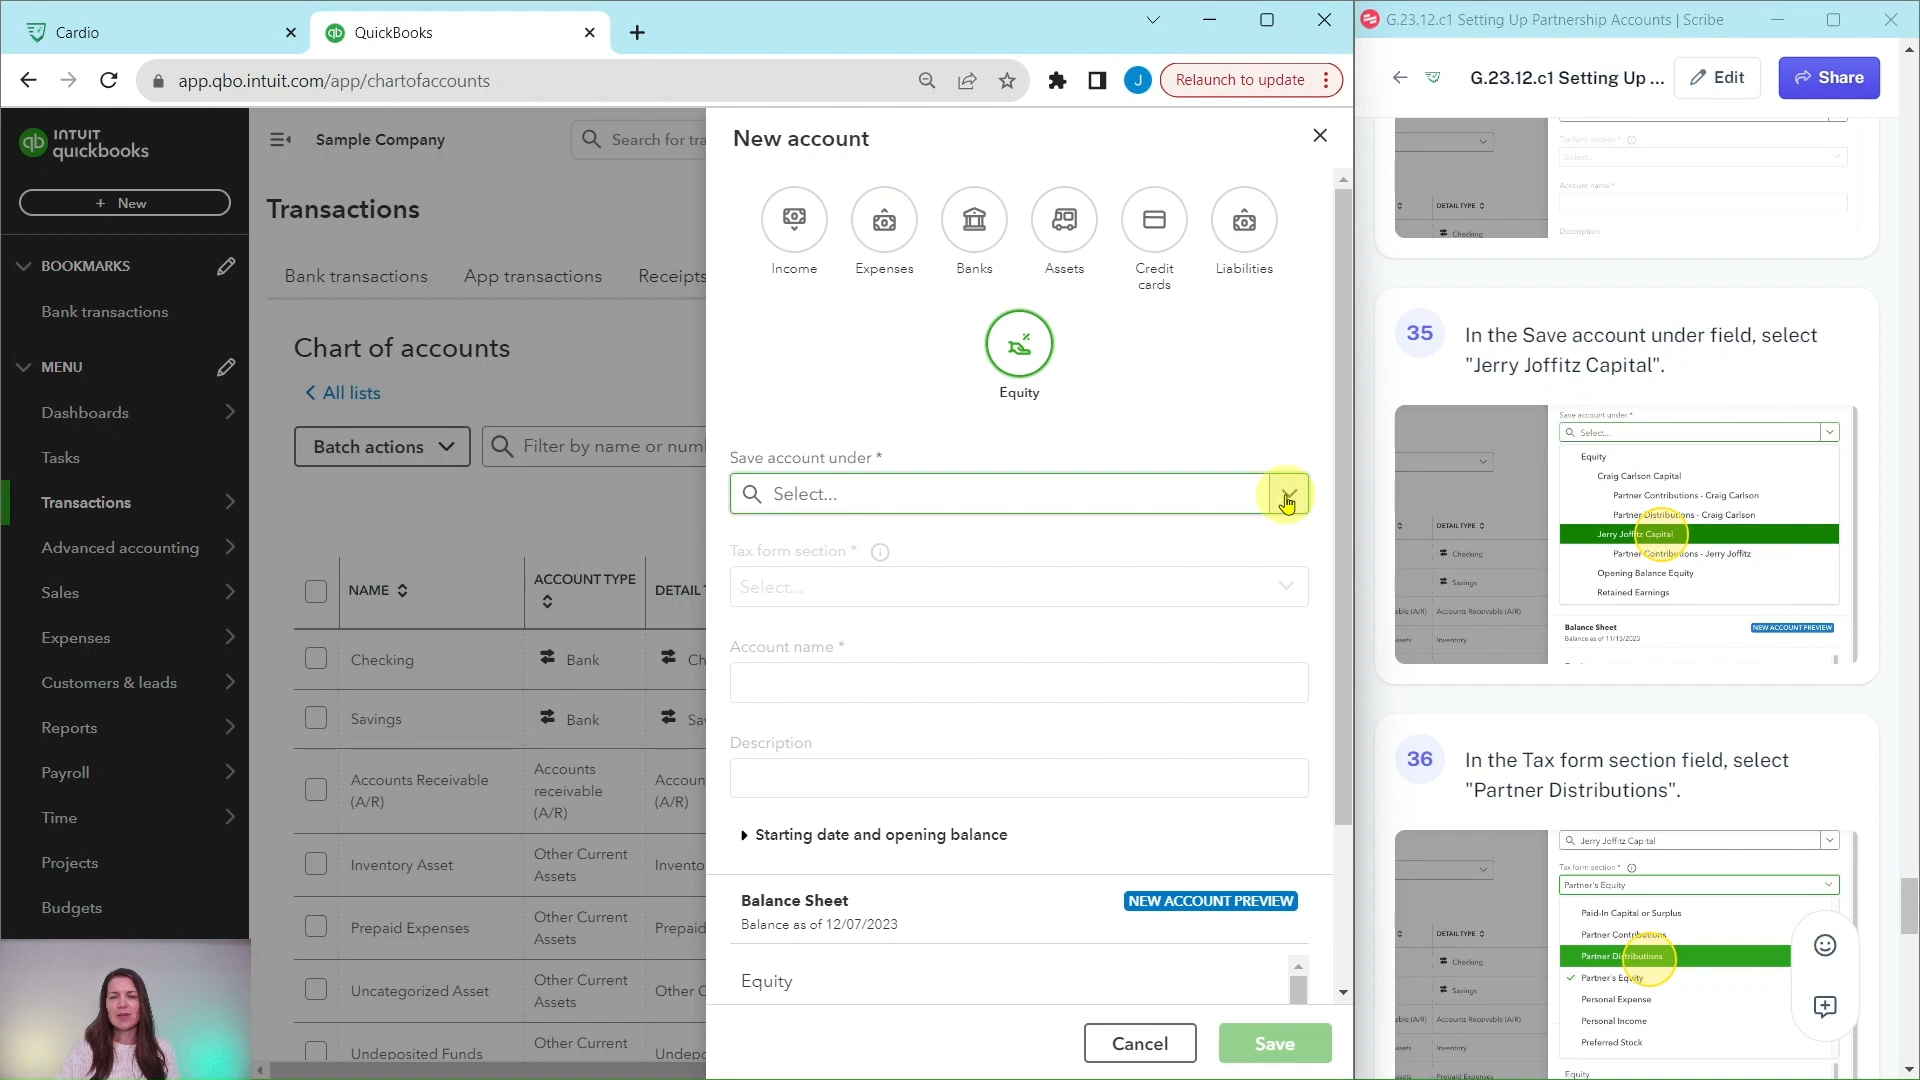 Cardio
QuickBooks
app.qbo.intuit.com/app/chartofaccounts
J
Relaunch to update
INTUIT
quickbooks
+ New
BOOKMARKS
Bank transactions
MENU
Dashboards
Tasks
Transactions
Advanced accounting
Sales
Expenses
Customers & leads
Reports
Payroll
Time
Projects
Budgets
Sample Company
Search for tra
Transactions
Bank transactions
App transactions
Receipts
Chart of accounts
All lists
Batch actions
Filter by name or numb
NAME
ACCOUNT TYPE
DETAIL T
Checking
Bank
Ch
Savings
Bank
Sav
Accounts Receivable (A/R)
Accounts receivable (A/R)
Accoun (A/R)
Inventory Asset
Other Current Assets
Invento
Prepaid Expenses
Other Current Assets
Prepaid
Uncategorized Asset
Other Current Assets
Other C
Undeposited Funds
Other Current
Undepo
New account
Income
Expenses
Banks
Assets
Credit cards
Liabilities
Equity
Save account under *
Select...
Tax form section *
Select...
Account name *
Description
Starting date and opening balance
Balance Sheet
NEW ACCOUNT PREVIEW
Balance as of 12/07/2023
Equity
Cancel
Save
G.23.12.c1 Setting Up Partnership Accounts | Scribe
G.23.12.c1 Setting Up ...
Edit
Share
Tax form section *
Select...
Account name *
DETAIL TYPE
Checking
Description
35
In the Save account under field, select
"Jerry Joffitz Capital".
Save account under *
Select...
Equity
Craig Carlson Capital
Partner Contributions - Craig Carlson
Partner Distributions - Craig Carlson
Jerry Joffitz Capital
Partner Contributions - Jerry Joffitz
Opening Balance Equity
Retained Earnings
DETAIL TYPE
Checking
Savings
Accounts Receivable (A/R)
Inventory
Balance Sheet
NEW ACCOUNT PREVIEW
Balance as of 11/15/2023
36
In the Tax form section field, select
"Partner Distributions".
Jerry Joffitz Capital
Tax form section *
Partner's Equity
Paid-In Capital or Surplus
Partner Contributions
Partner Distributions
Partner's Equity
Personal Expense
Personal Income
Preferred Stock
Equity
DETAIL TYPE
Checking
Savings
Accounts Receivable (A/R)
Inventory
Prepaid Expenses